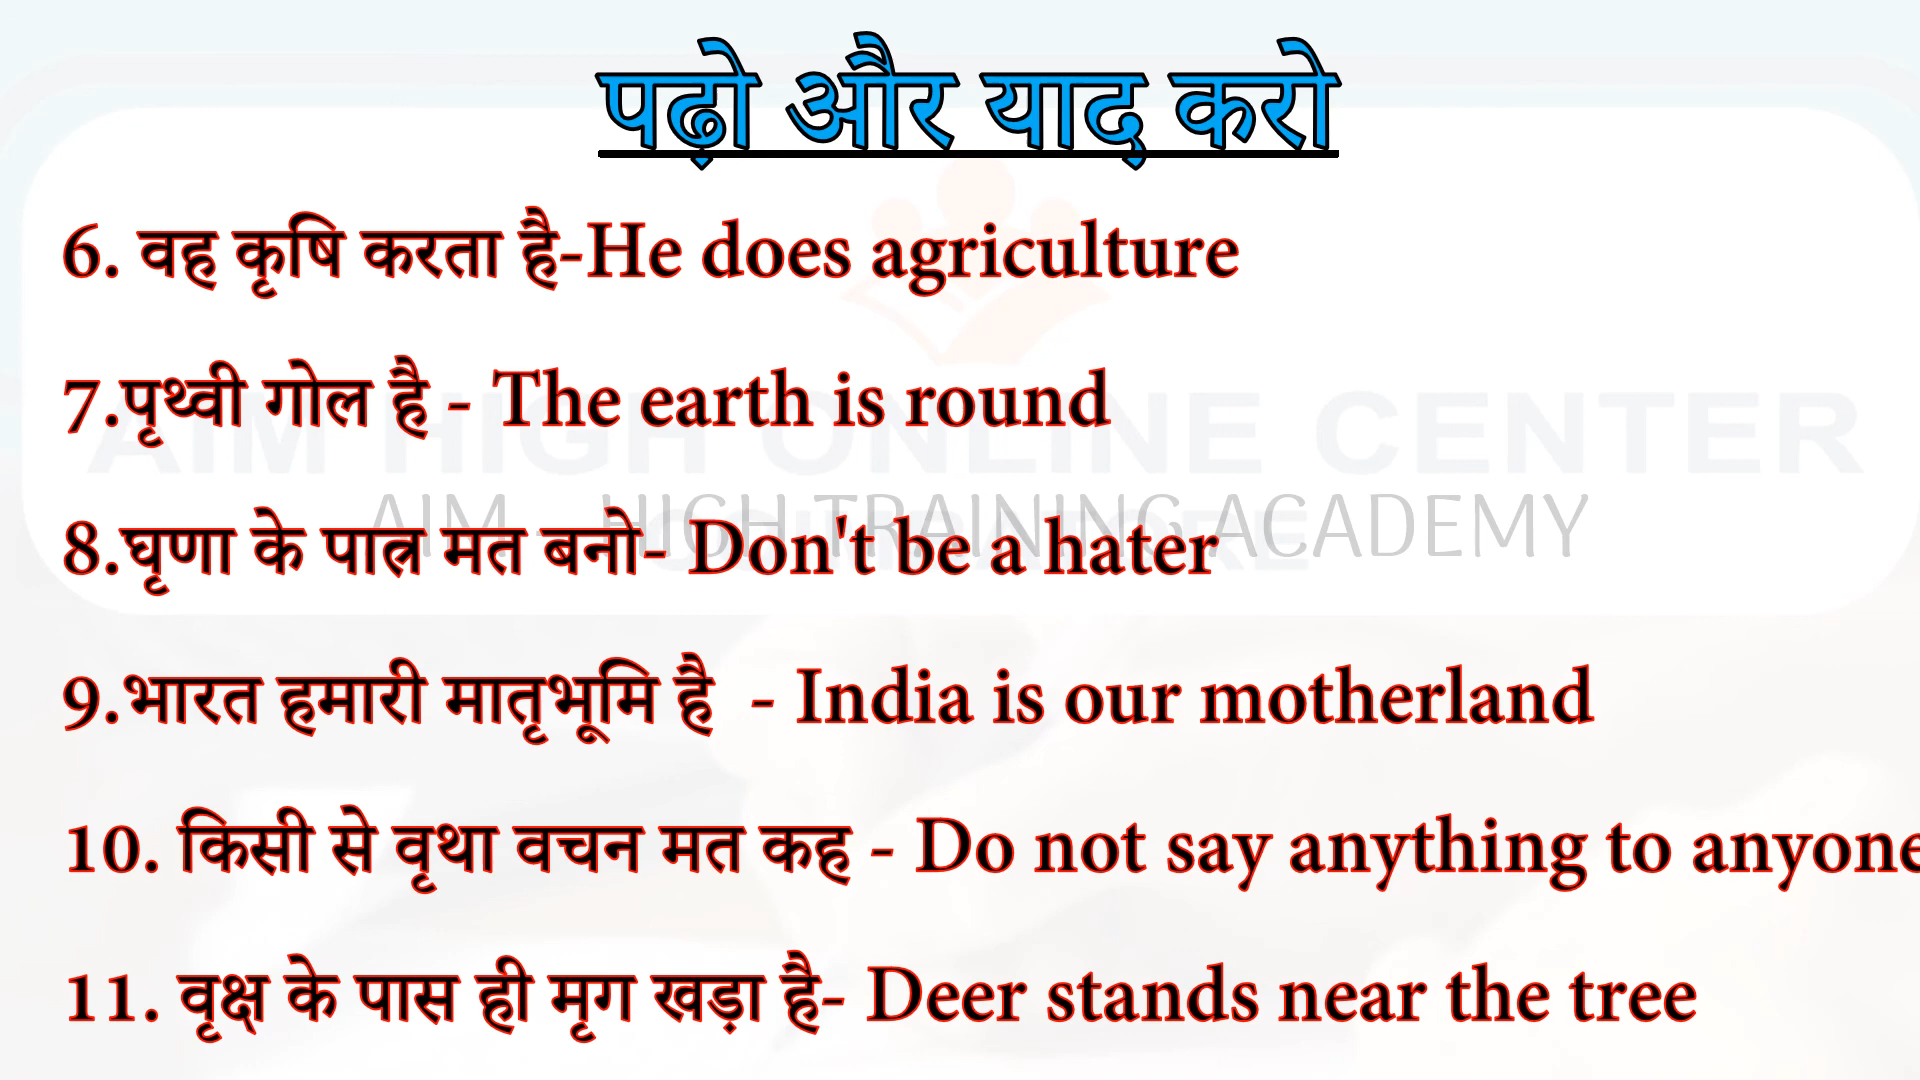 पढ़ो और याद करो
6. वह कृषि करता है-He does agriculture
7.पृथ्वी गोल है - The earth is round
AIM HIGH ONLINE CENTER
AIM - HIGH TRAINING ACADEMY
8.घृणा के पात्र मत बनो- Don't be a hater
9.भारत हमारी मातृभूमि है - India is our motherland
10. किसी से वृथा वचन मत कह - Do not say anything to anyone
11. वृक्ष के पास ही मृग खड़ा है- Deer stands near the tree